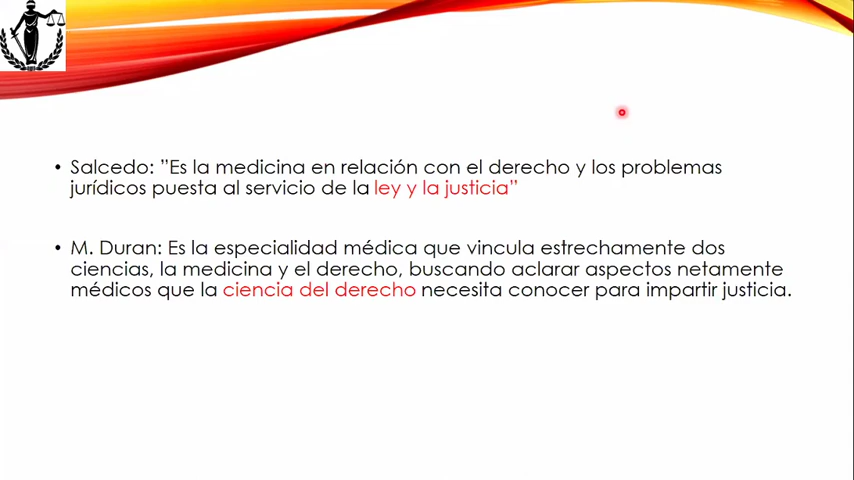 • Salcedo: ”Es la medicina en relación con el derecho y los problemas
jurídicos puesta al servicio de la ley y la justicia”
• M. Duran: Es la especialidad médica que vincula estrechamente dos
ciencias, la medicina y el derecho, buscando aclarar aspectos netamente
médicos que la ciencia del derecho necesita conocer para impartir justicia.